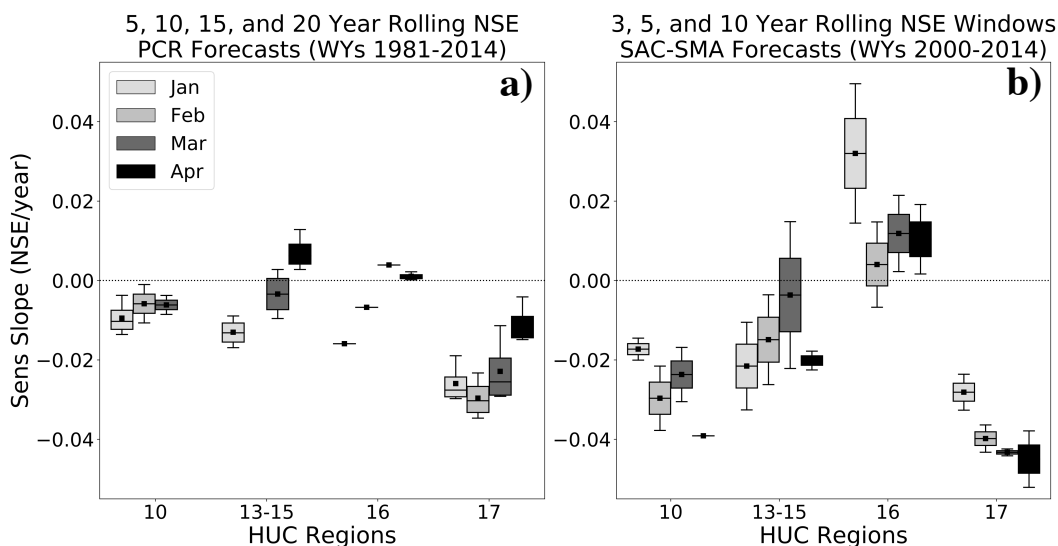 5, 10, 15, and 20 Year Rolling NSE
PCR Forecasts (WYs 1981-2014)
a)
Jan
Feb
Mar
Apr
0.04
0.02
0.00
−0.02
−0.04
Sens Slope (NSE/year)
10
13-15
16
17
HUC Regions
3, 5, and 10 Year Rolling NSE Windows
SAC-SMA Forecasts (WYs 2000-2014)
b)
0.04
0.02
0.00
−0.02
−0.04
10
13-15
16
17
HUC Regions